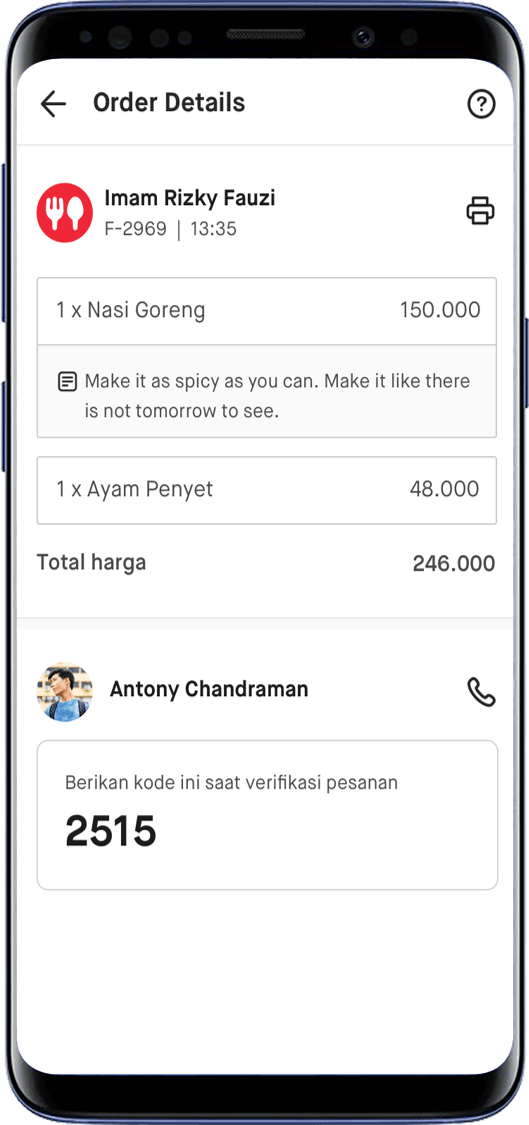 Order Details
Imam Rizky Fauzi
F-2969 | 13:35
1 x Nasi Goreng 150.000
Make it as spicy as you can. Make it like there
is not tomorrow to see.
1 x Ayam Penyet 48.000
Total harga 246.000
Antony Chandraman
Berikan kode ini saat verifikasi pesanan
2515